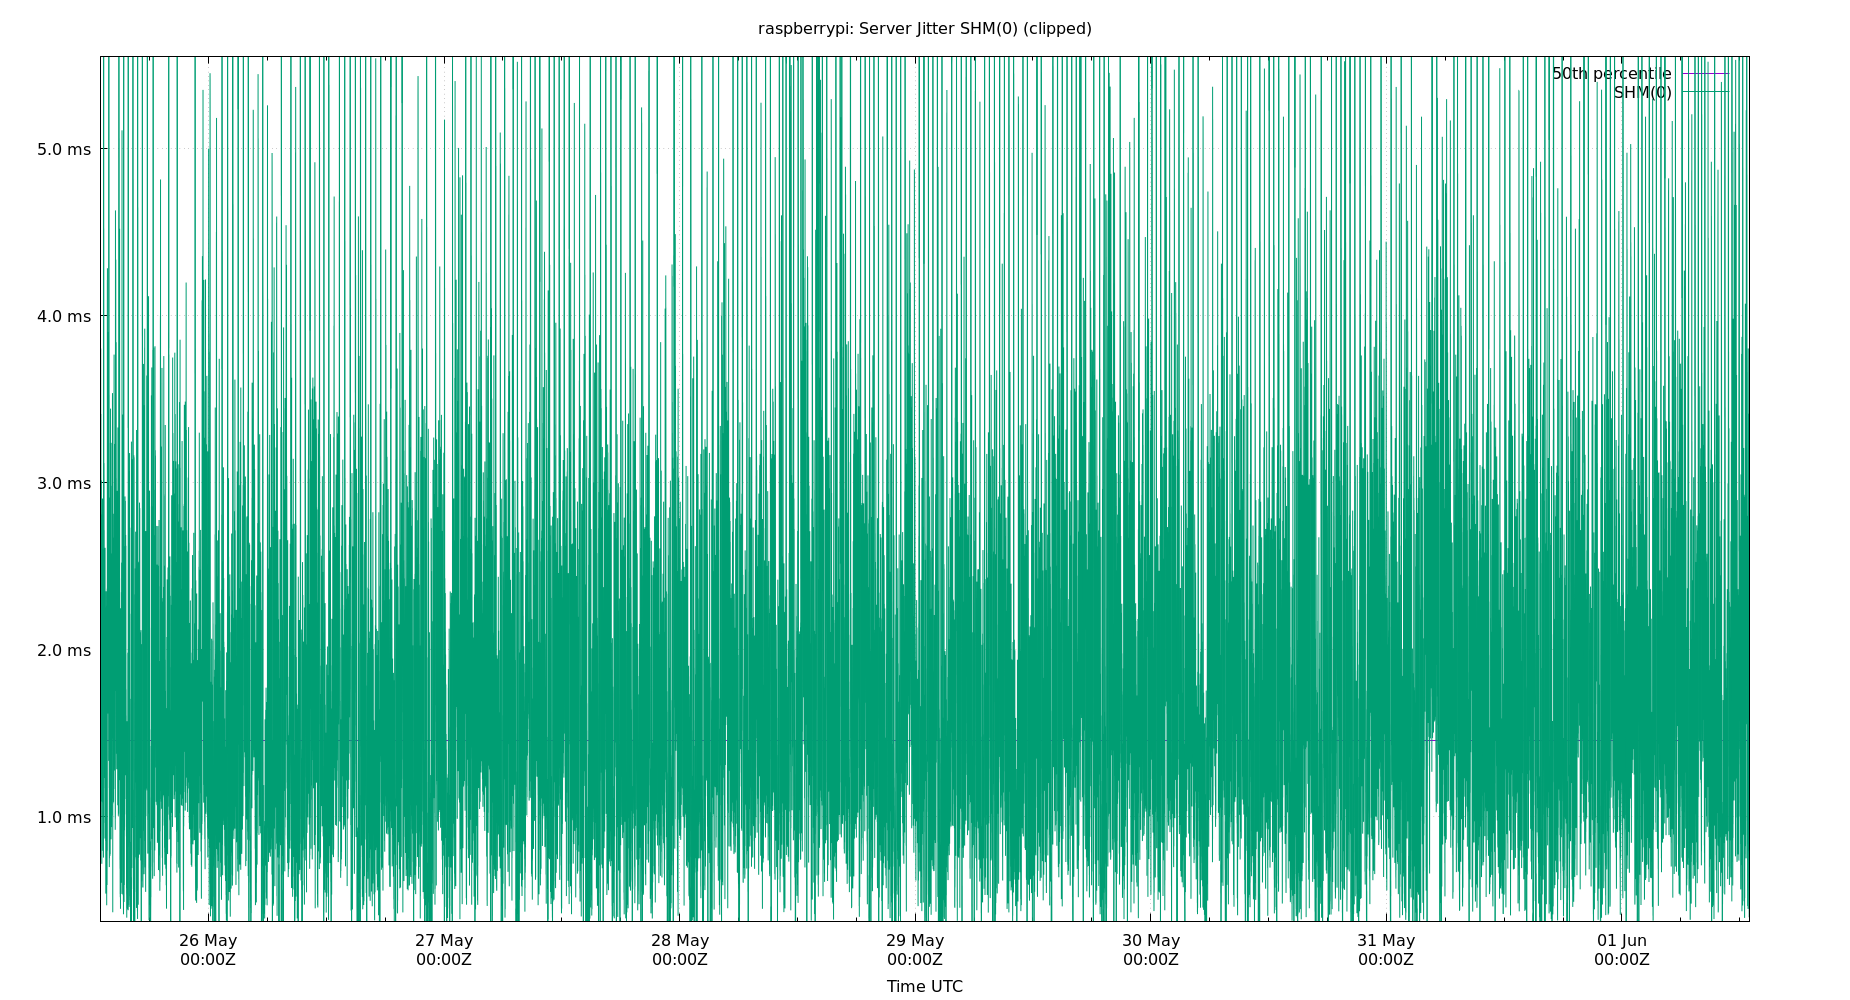 raspberrypi: Server Jitter SHM(0) (clipped)
50th percentile
SHM(0)
5.0 ms
4.0 ms
3.0 ms
2.0 ms
1.0 ms
26 May 27 May 28 May 29 May 30 May 31 May 01 Jun
00:00Z 00:00Z 00:00Z 00:00Z 00:00Z 00:00Z 00:00Z
Time UTC